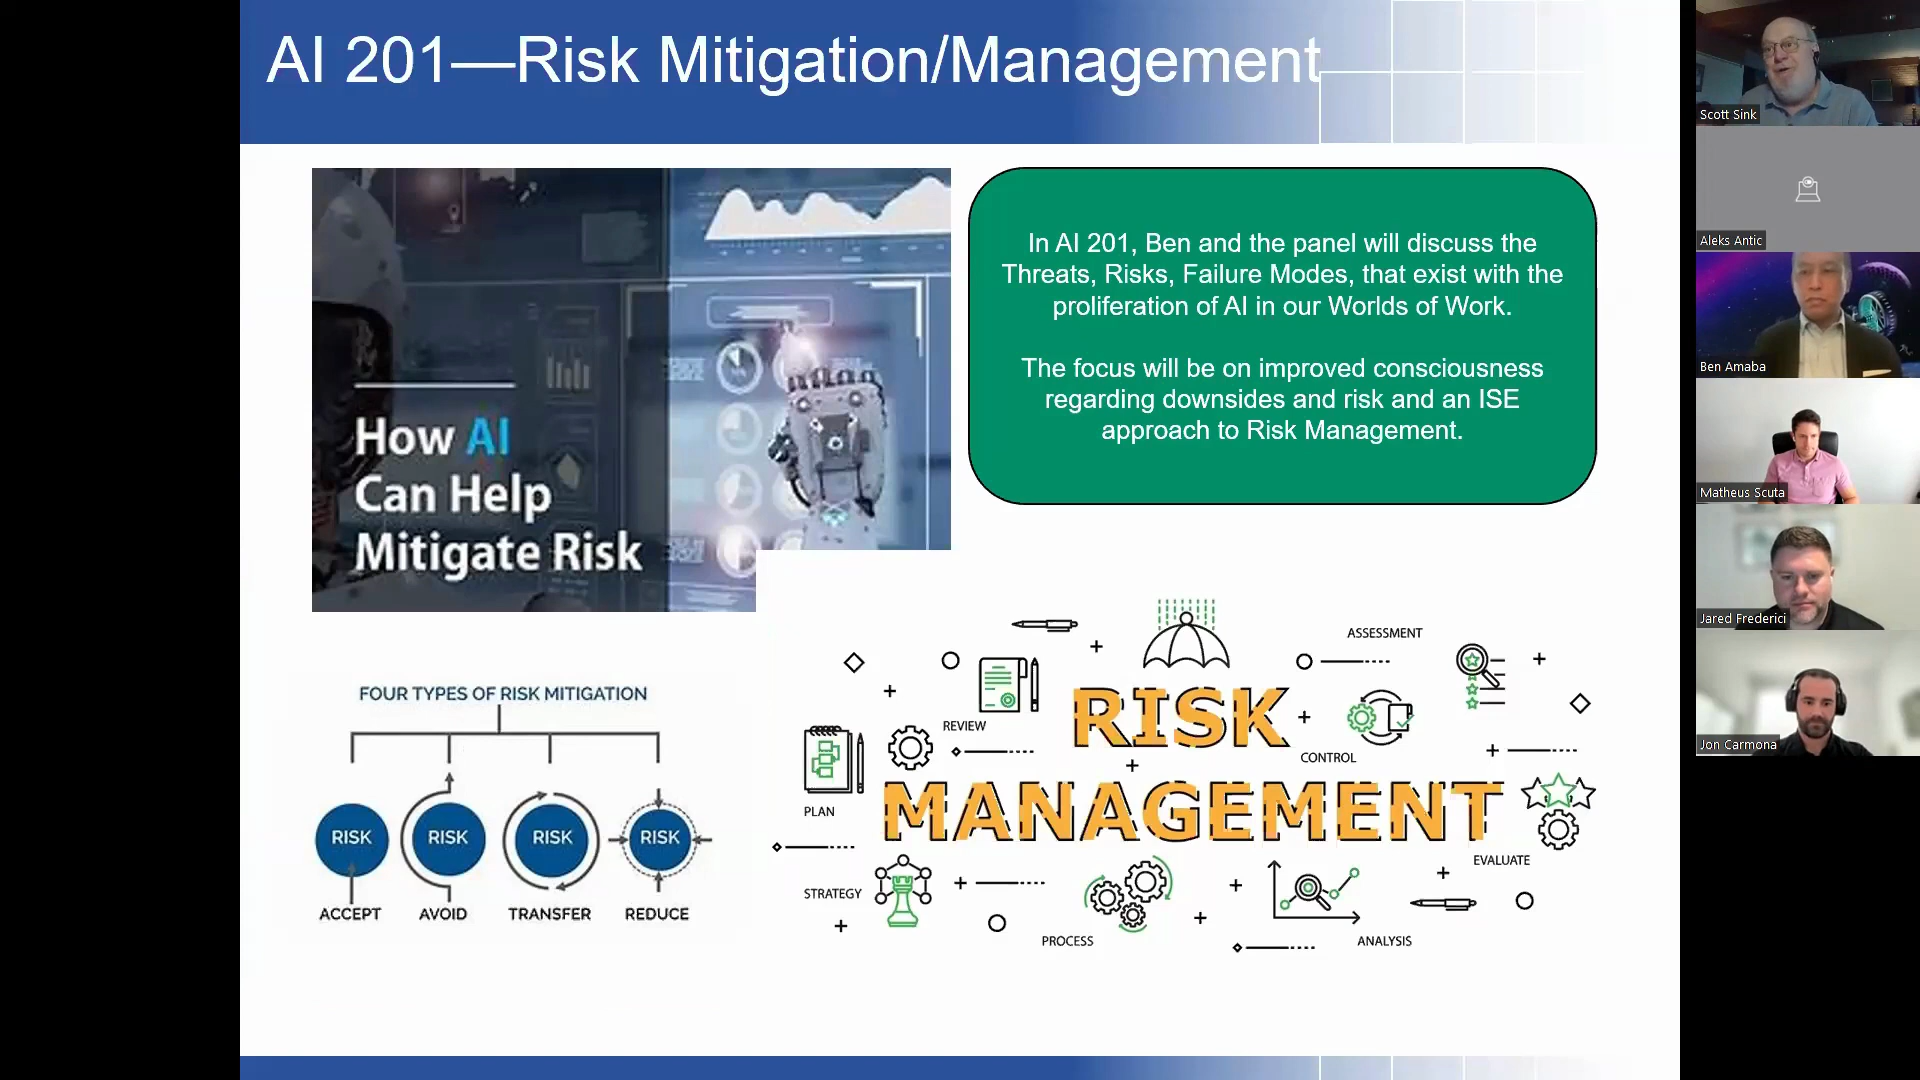 AI 201—Risk Mitigation/Management
How AI
Can Help
Mitigate Risk
In AI 201, Ben and the panel will discuss the
Threats, Risks, Failure Modes, that exist with the
proliferation of AI in our Worlds of Work.
The focus will be on improved consciousness
regarding downsides and risk and an ISE
approach to Risk Management.
FOUR TYPES OF RISK MITIGATION
RISK
RISK
RISK
RISK
ACCEPT
AVOID
TRANSFER
REDUCE
ASSESSMENT
REVIEW
RISK
CONTROL
PLAN
MANAGEMENT
EVALUATE
STRATEGY
PROCESS
ANALYSIS
Scott Sink
Aleks Antic
Ben Amaba
Matheus Scuta
Jared Frederici
Jon Carmona